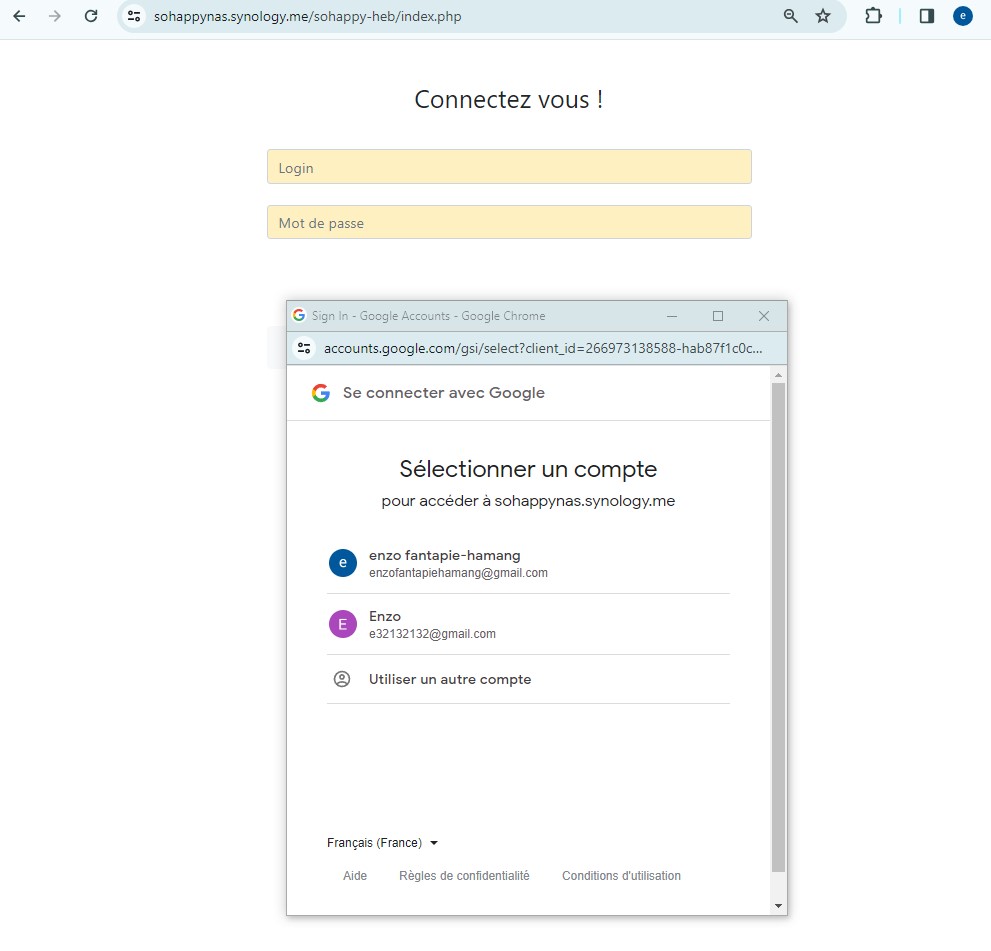 sohappynas.synology.me/sohappy-heb/index.php
e
Connectez vous !
Login
Mot de passe
Sign In - Google Accounts - Google Chrome
accounts.google.com/gsi/select?client_id=266973138588-hab87f1c0c...
Se connecter avec Google
Sélectionner un compte
pour accéder à sohappynas.synology.me
e
enzo fantapie-hamang
enzofantapiehamang@gmail.com
E
Enzo
e32132132@gmail.com
Utiliser un autre compte
Français (France)
Aide Règles de confidentialité Conditions d'utilisation